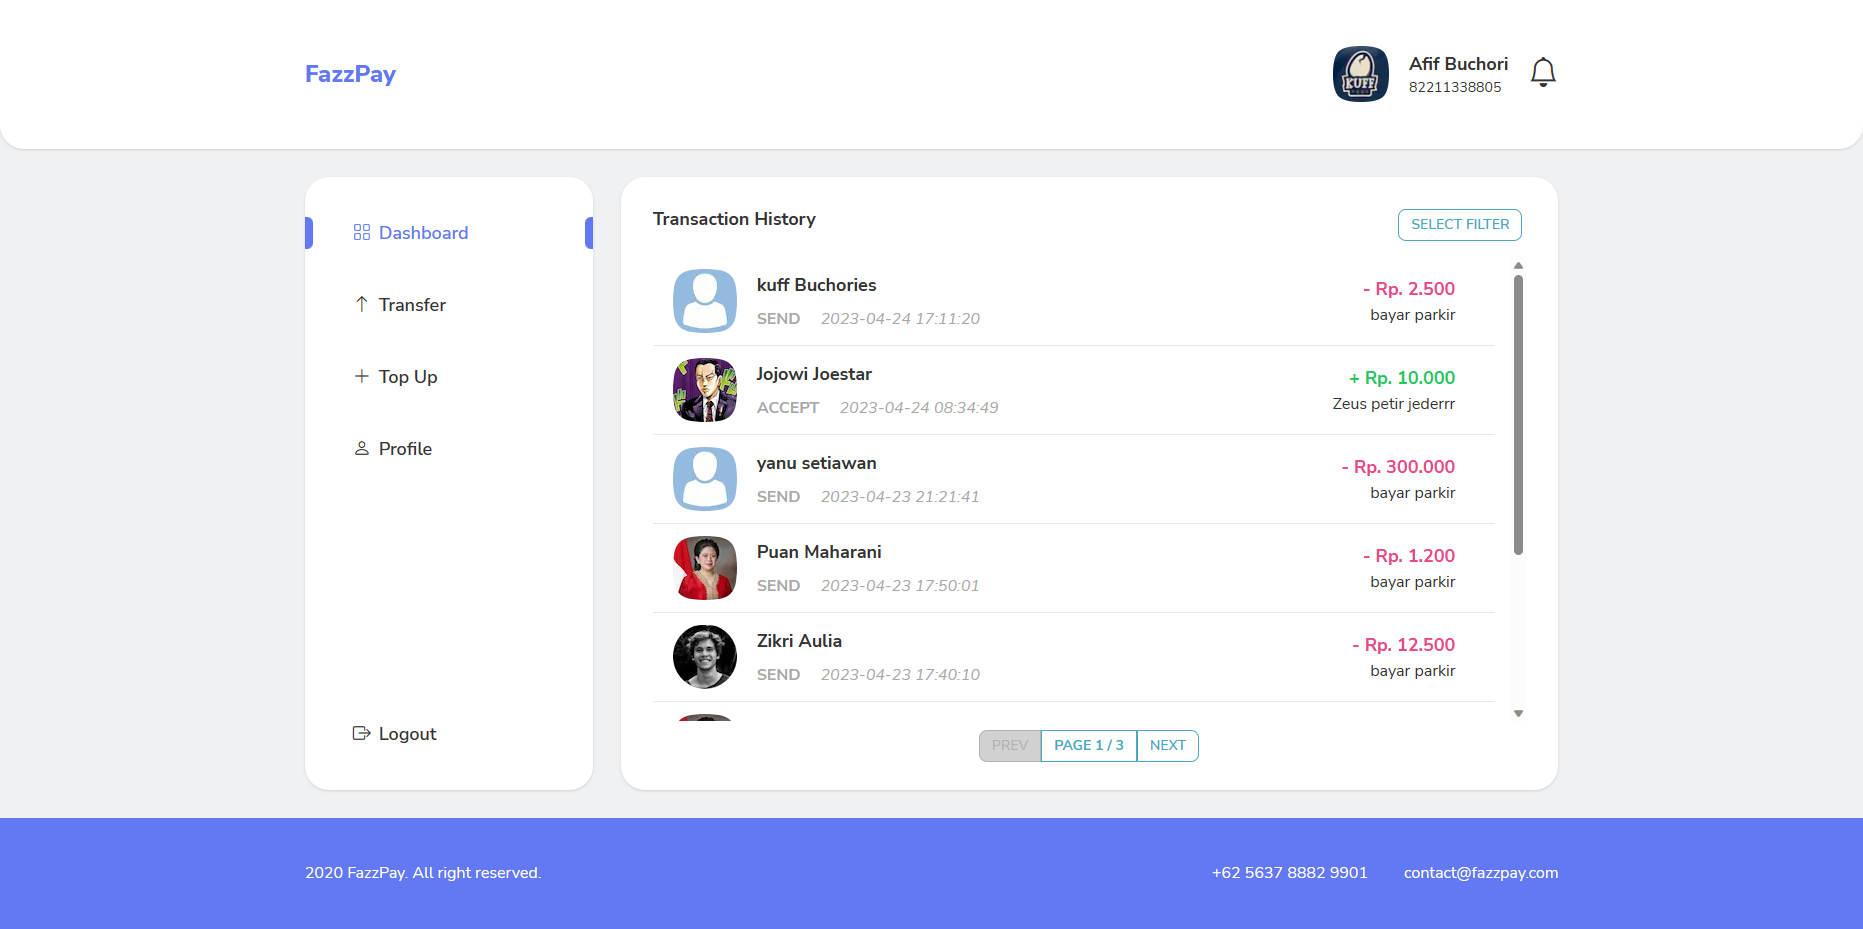 FazzPay
KUFF
Afif Buchori
82211338805
Dashboard
Transfer
Top Up
Profile
Logout
Transaction History
SELECT FILTER
kuff Buchories
SEND 2023-04-24 17:11:20
- Rp. 2.500
bayar parkir
Jojowi Joestar
ACCEPT 2023-04-24 08:34:49
+ Rp. 10.000
Zeus petir jederrr
yanu setiawan
SEND 2023-04-23 21:21:41
- Rp. 300.000
bayar parkir
Puan Maharani
SEND 2023-04-23 17:50:01
- Rp. 1.200
bayar parkir
Zikri Aulia
SEND 2023-04-23 17:40:10
- Rp. 12.500
bayar parkir
PREV PAGE 1 / 3 NEXT
2020 FazzPay. All right reserved.
+62 5637 8882 9901 contact@fazzpay.com